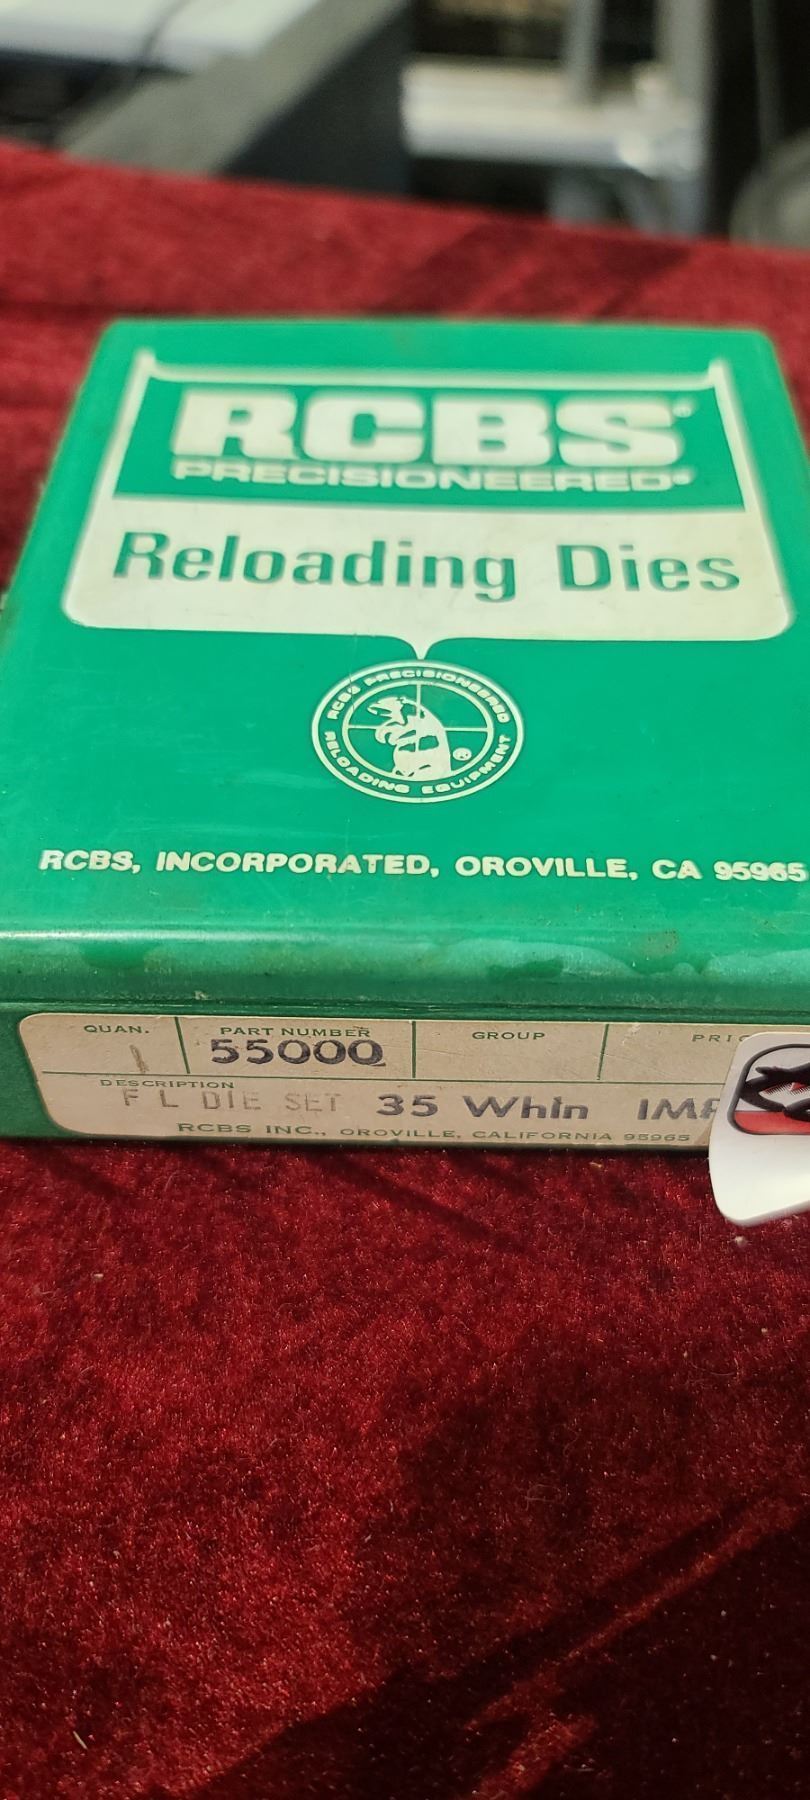 RCBS®
PRECISIONEERED®
Reloading Dies
RCBS PRECISIONEERED
RELOADING EQUIPMENT ®
RCBS, INCORPORATED, OROVILLE, CA 95965
QUAN. PART NUMBER GROUP
1 55000
DESCRIPTION
F L DIE SET 35 Whln
RCBS INC., OROVILLE, CALIFORNIA 95965